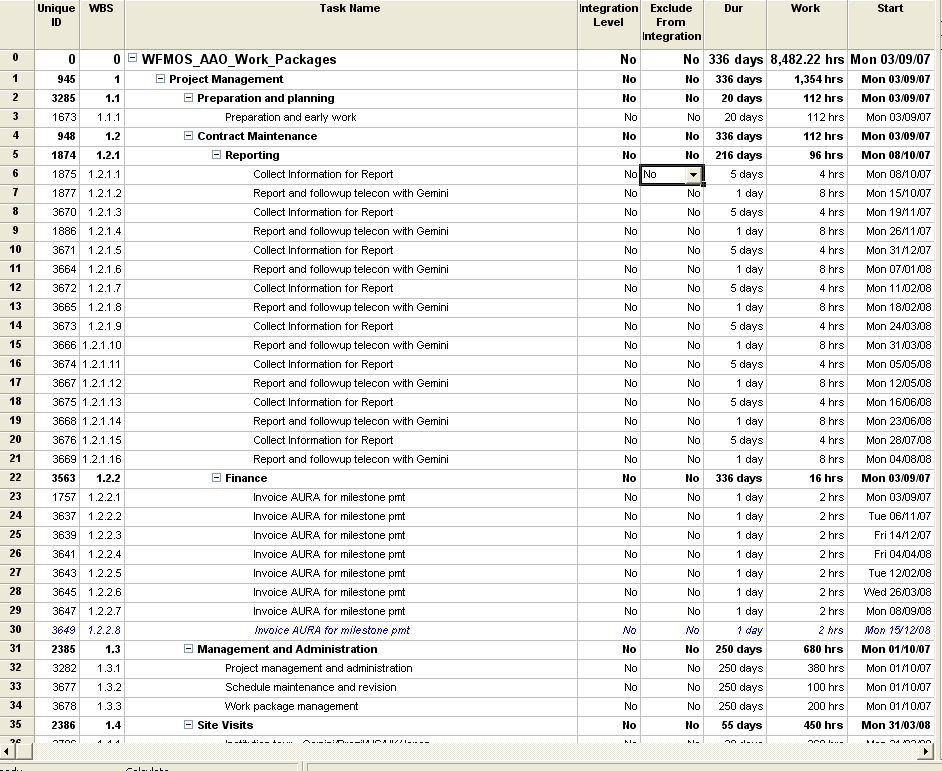 Unique ID WBS Task Name Integration Level Exclude From Integration Dur Work Start
0 0 0 WFMOS_AAO_Work_Packages No No 336 days 8,482.22 hrs Mon 03/09/07
1 945 1 Project Management No No 336 days 1,354 hrs Mon 03/09/07
2 3285 1.1 Preparation and planning No No 20 days 112 hrs Mon 03/09/07
3 1673 1.1.1 Preparation and early work No No 20 days 112 hrs Mon 03/09/07
4 948 1.2 Contract Maintenance No No 336 days 112 hrs Mon 03/09/07
5 1874 1.2.1 Reporting No No 216 days 96 hrs Mon 08/10/07
6 1875 1.2.1.1 Collect Information for Report No No 5 days 4 hrs Mon 08/10/07
7 1877 1.2.1.2 Report and followup telecon with Gemini No No 1 day 8 hrs Mon 15/10/07
8 3670 1.2.1.3 Collect Information for Report No No 5 days 4 hrs Mon 19/11/07
9 1886 1.2.1.4 Report and followup telecon with Gemini No No 1 day 8 hrs Mon 26/11/07
10 3671 1.2.1.5 Collect Information for Report No No 5 days 4 hrs Mon 31/12/07
11 3664 1.2.1.6 Report and followup telecon with Gemini No No 1 day 8 hrs Mon 07/01/08
12 3672 1.2.1.7 Collect Information for Report No No 5 days 4 hrs Mon 11/02/08
13 3665 1.2.1.8 Report and followup telecon with Gemini No No 1 day 8 hrs Mon 18/02/08
14 3673 1.2.1.9 Collect Information for Report No No 5 days 4 hrs Mon 24/03/08
15 3666 1.2.1.10 Report and followup telecon with Gemini No No 1 day 8 hrs Mon 31/03/08
16 3674 1.2.1.11 Collect Information for Report No No 5 days 4 hrs Mon 05/05/08
17 3667 1.2.1.12 Report and followup telecon with Gemini No No 1 day 8 hrs Mon 12/05/08
18 3675 1.2.1.13 Collect Information for Report No No 5 days 4 hrs Mon 16/06/08
19 3668 1.2.1.14 Report and followup telecon with Gemini No No 1 day 8 hrs Mon 23/06/08
20 3676 1.2.1.15 Collect Information for Report No No 5 days 4 hrs Mon 28/07/08
21 3669 1.2.1.16 Report and followup telecon with Gemini No No 1 day 8 hrs Mon 04/08/08
22 3563 1.2.2 Finance No No 336 days 16 hrs Mon 03/09/07
23 1757 1.2.2.1 Invoice AURA for milestone pmt No No 1 day 2 hrs Mon 03/09/07
24 3637 1.2.2.2 Invoice AURA for milestone pmt No No 1 day 2 hrs Tue 06/11/07
25 3639 1.2.2.3 Invoice AURA for milestone pmt No No 1 day 2 hrs Fri 14/12/07
26 3641 1.2.2.4 Invoice AURA for milestone pmt No No 1 day 2 hrs Fri 04/04/08
27 3643 1.2.2.5 Invoice AURA for milestone pmt No No 1 day 2 hrs Tue 12/02/08
28 3645 1.2.2.6 Invoice AURA for milestone pmt No No 1 day 2 hrs Wed 26/03/08
29 3647 1.2.2.7 Invoice AURA for milestone pmt No No 1 day 2 hrs Mon 08/09/08
30 3649 1.2.2.8 Invoice AURA for milestone pmt No No 1 day 2 hrs Mon 15/12/08
31 2385 1.3 Management and Administration No No 250 days 680 hrs Mon 01/10/07
32 3282 1.3.1 Project management and administration No No 250 days 380 hrs Mon 01/10/07
33 3677 1.3.2 Schedule maintenance and revision No No 250 days 100 hrs Mon 01/10/07
34 3678 1.3.3 Work package management No No 250 days 200 hrs Mon 01/10/07
35 2386 1.4 Site Visits No No 55 days 450 hrs Mon 31/03/08